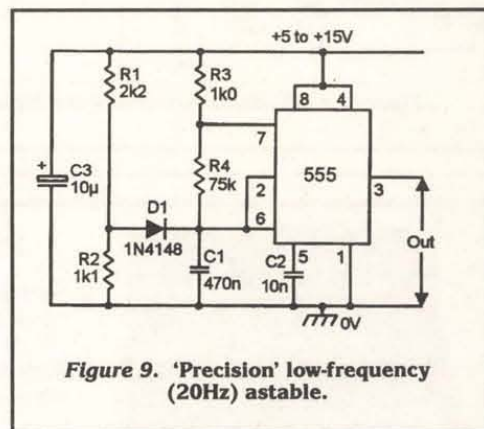 +5 to +15V
R1
2k2
R3
1k0
8 4
7
R4
75k
555
C3
10µ
+
2
3
D1
6
1N4148
Out
R2
1k1
C1
470n
C2
10n
5
1
0V
Figure 9. 'Precision' low-frequency
(20Hz) astable.